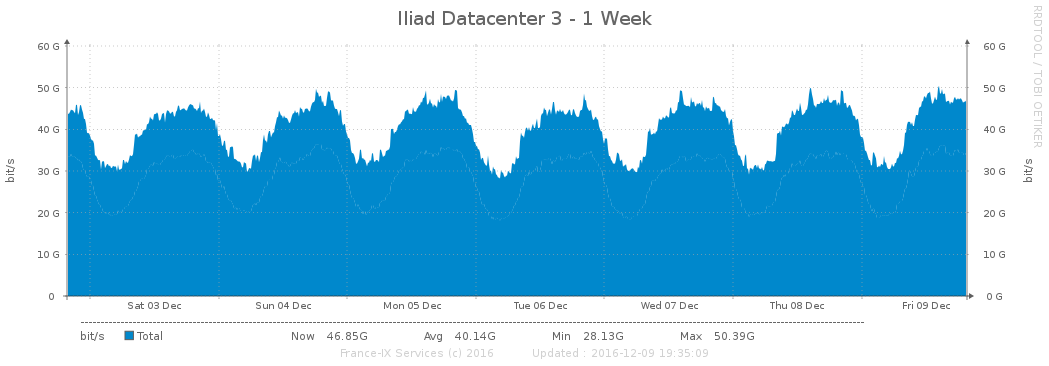 Iliad Datacenter 3 - 1 Week
RRDTOOL / TOBI OETIKER
bit/s
60 G
50 G
40 G
30 G
20 G
10 G
0
60 G
50 G
40 G
30 G
20 G
10 G
0 G
bit/s
Sat 03 Dec Sun 04 Dec Mon 05 Dec Tue 06 Dec Wed 07 Dec Thu 08 Dec Fri 09 Dec
bit/s Total Now 46.85G Avg 40.14G Min 28.13G Max 50.39G
France-IX Services (c) 2016 Updated : 2016-12-09 19:35:09